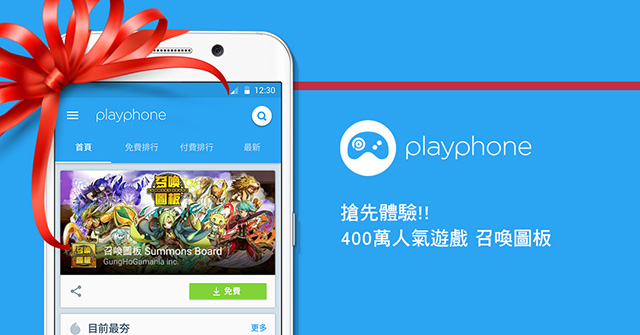 12:30
playphone
首頁 免費排行 付費排行 最新
召喚圖板
召喚圖板
召喚圖板 Summons Board
GungHoGamania inc.
免費
目前最夯 更多
playphone
搶先體驗!!
400萬人氣遊戲 召喚圖板